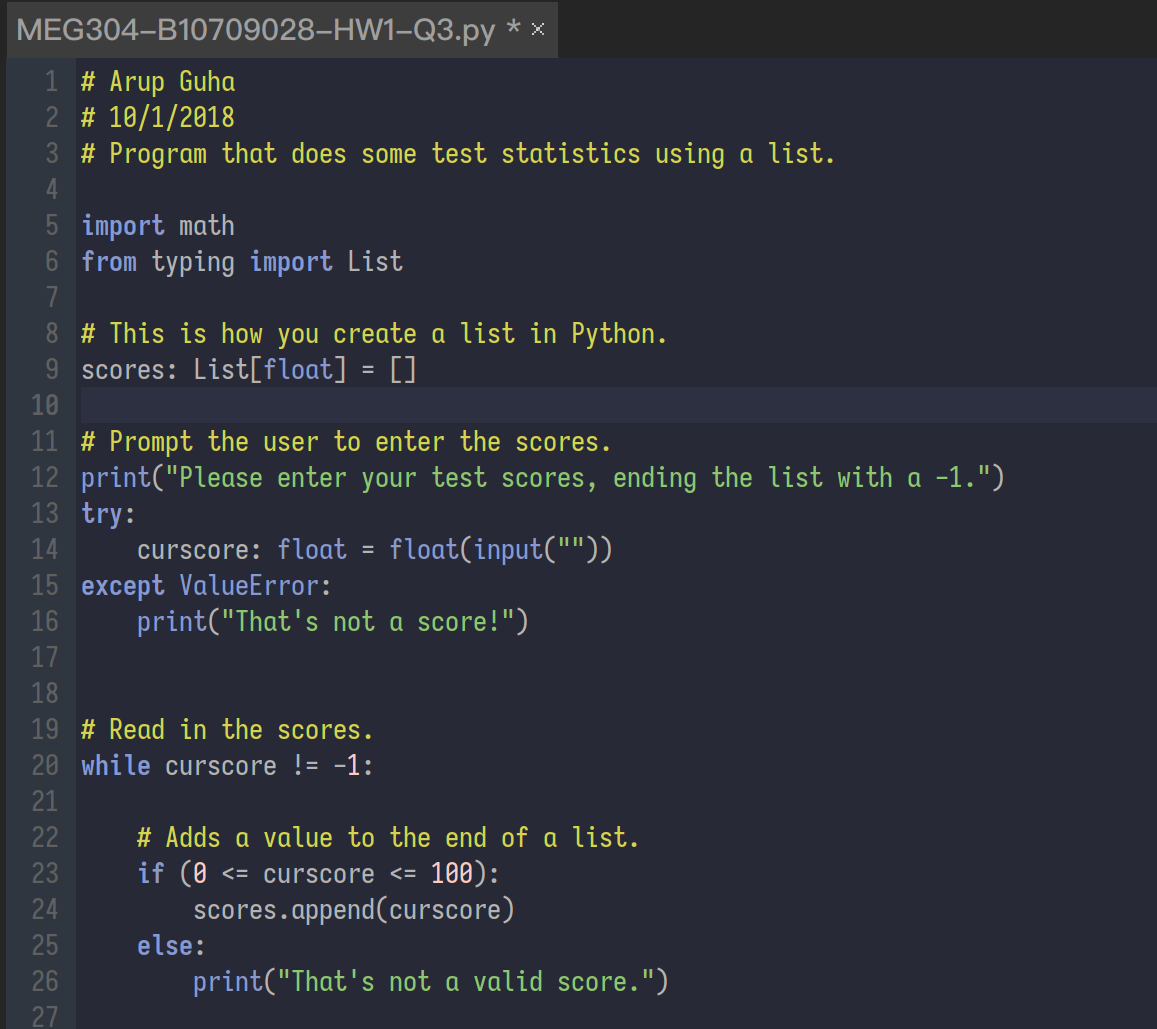 MEG304-B10709028-HW1-Q3.py * ×
1 # Arup Guha
2 # 10/1/2018
3 # Program that does some test statistics using a list.
4
5 import math
6 from typing import List
7
8 # This is how you create a list in Python.
9 scores: List[float] = []
10
11 # Prompt the user to enter the scores.
12 print("Please enter your test scores, ending the list with a -1.")
13 try:
14     curscore: float = float(input(""))
15 except ValueError:
16     print("That's not a score!")
17
18
19 # Read in the scores.
20 while curscore != -1:
21
22     # Adds a value to the end of a list.
23     if (0 <= curscore <= 100):
24         scores.append(curscore)
25     else:
26         print("That's not a valid score.")
27